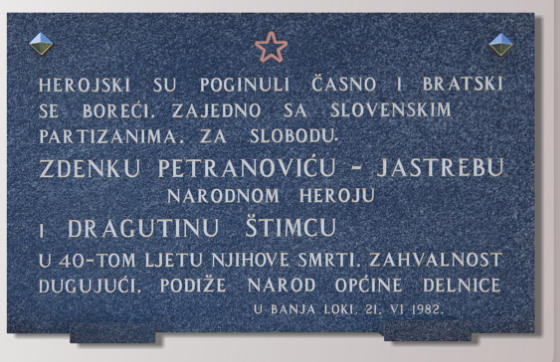 HEROJSKI SU POGINULI ČASNO I BRATSKI
SE BOREĆI, ZAJEDNO SA SLOVENSKIM
PARTIZANIMA, ZA SLOBODU.
ZDENKU PETRANOVIĆU - JASTREBU
NARODNOM HEROJU
I DRAGUTINU ŠTIMCU
U 40-TOM LJETU NJIHOVE SMRTI, ZAHVALNOST
DUGUJUĆI, PODIŽE NAROD OPĆINE DELNICE
U BANJA LOKI, 21. VI 1982.